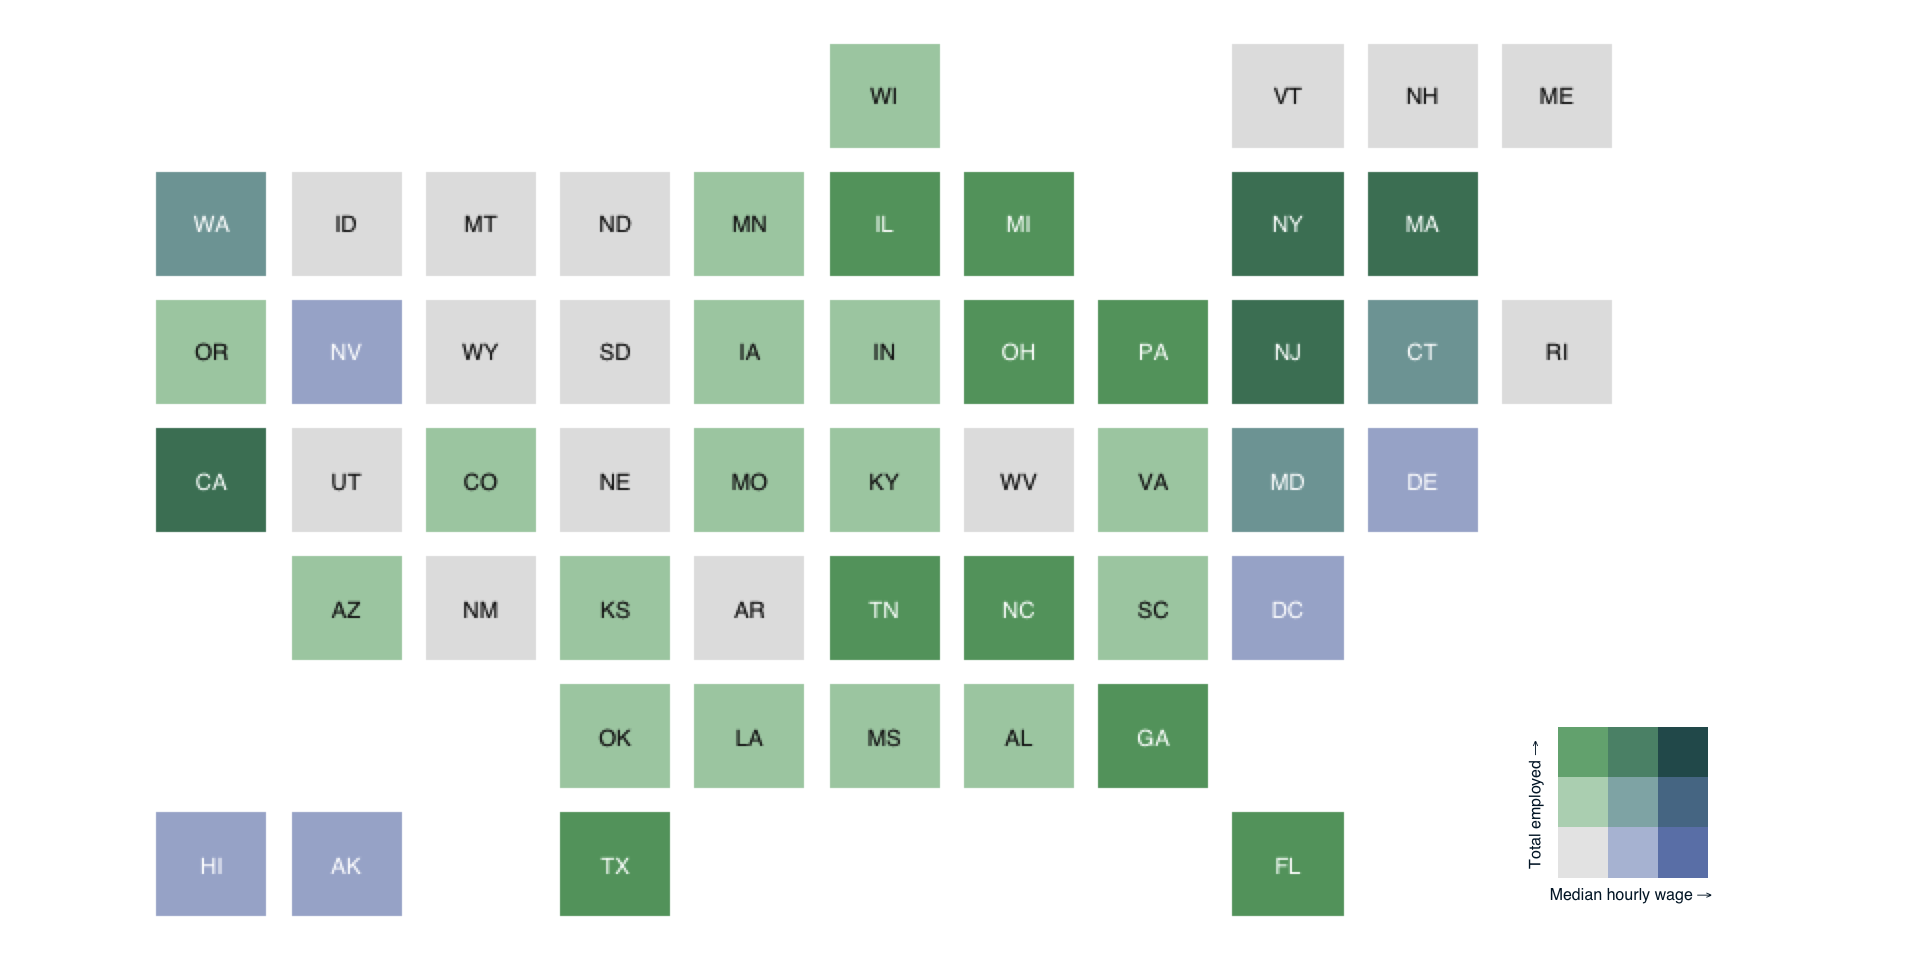 WI VT NH ME
WA ID MT ND MN IL MI NY MA
OR NV WY SD IA IN OH PA NJ CT RI
CA UT CO NE MO KY WV VA MD DE
AZ NM KS AR TN NC SC DC
OK LA MS AL GA
HI AK TX FL
Total employed →
Median hourly wage →